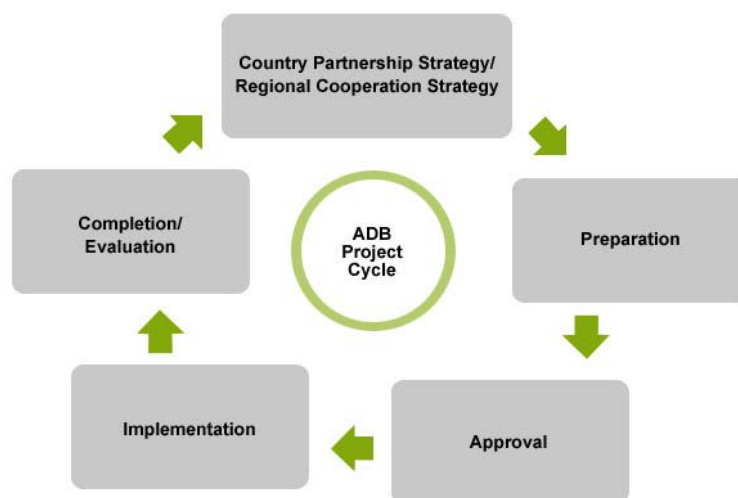 Country Partnership Strategy/
Regional Cooperation Strategy
Preparation
Approval
Implementation
Completion/
Evaluation
ADB
Project
Cycle